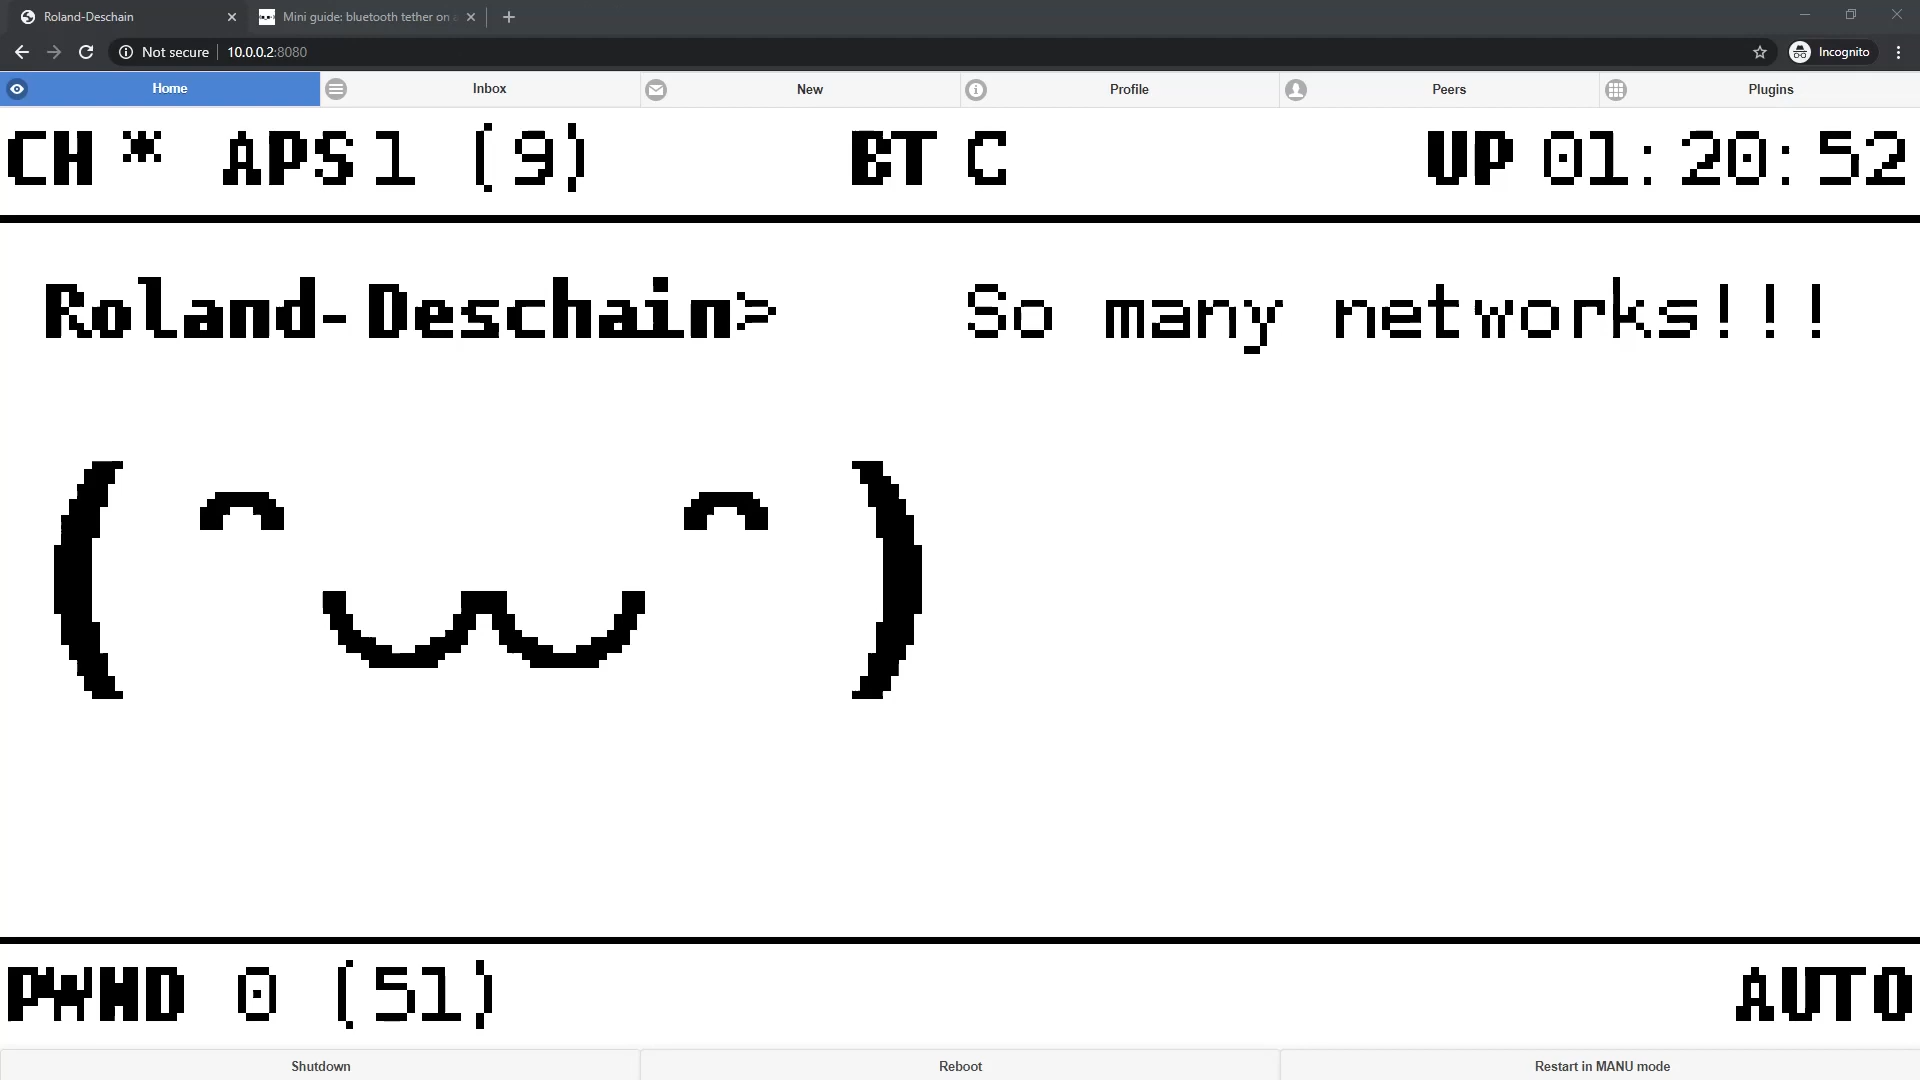 Roland-Deschain
Mini guide: bluetooth tether on
Not secure 10.0.0.2:8080
Incognito
Home Inbox New Profile Peers Plugins
CH * APS 1 (9) BT C UP 01:20:52
Roland-Deschain> So many networks!!!
PWND 0 (51) AUTO
Shutdown Reboot Restart in MANU mode